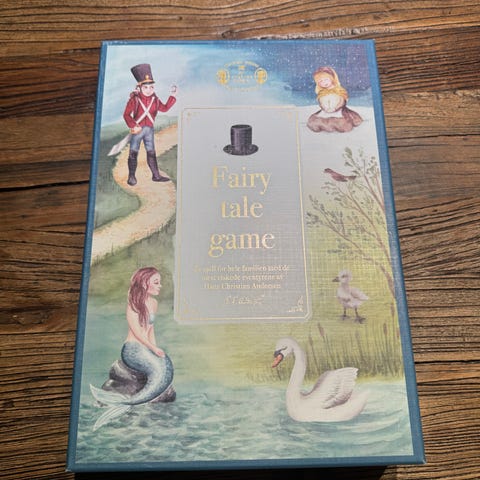 Fairy
tale
game
Et spill for hele familien med de
mest elskede eventyrene av
Hans Christian Andersen